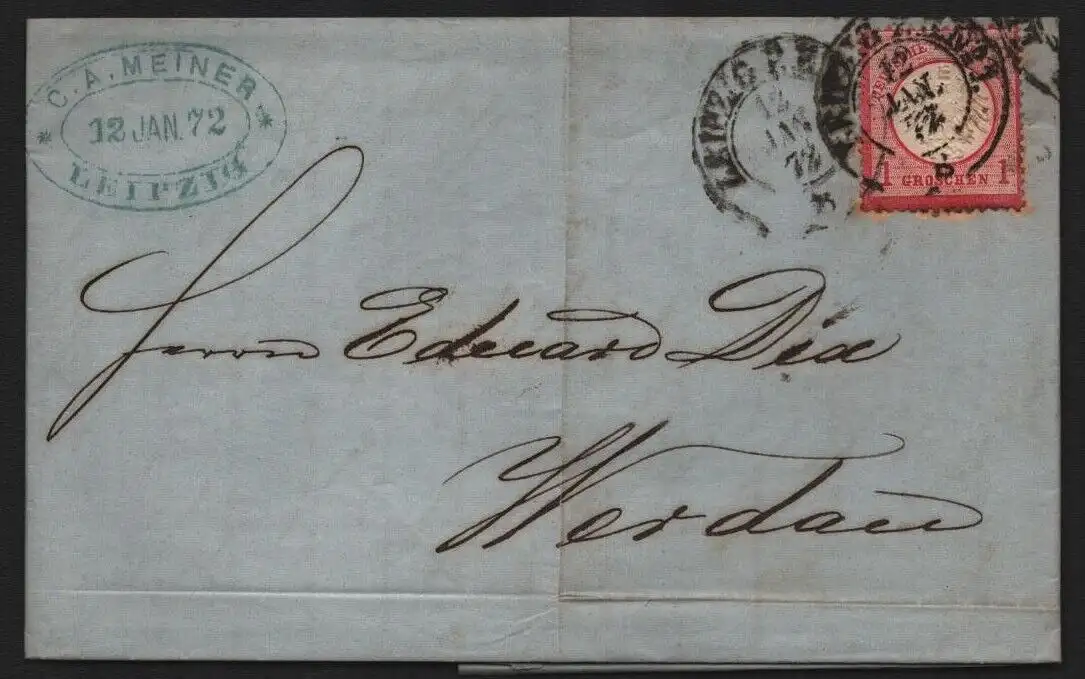 C. A. MEINER
12 JAN. 72
LEIPZIG
LEIPZIG
12
JAN
72
LEIPZIG
12
JAN.
72
1 GROSCHEN 1
Herrn Eduard Dix
Werdau